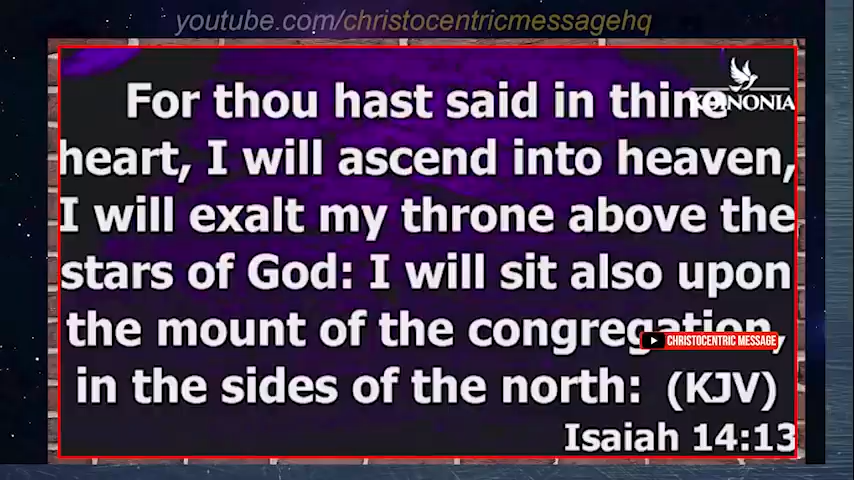 youtube.com/christocentricmessagehq
For thou hast said in thine
KOINONIA
heart, I will ascend into heaven,
I will exalt my throne above the
stars of God: I will sit also upon
the mount of the congregation,
CHRISTOCENTRIC MESSAGE
in the sides of the north: (KJV)
Isaiah 14:13